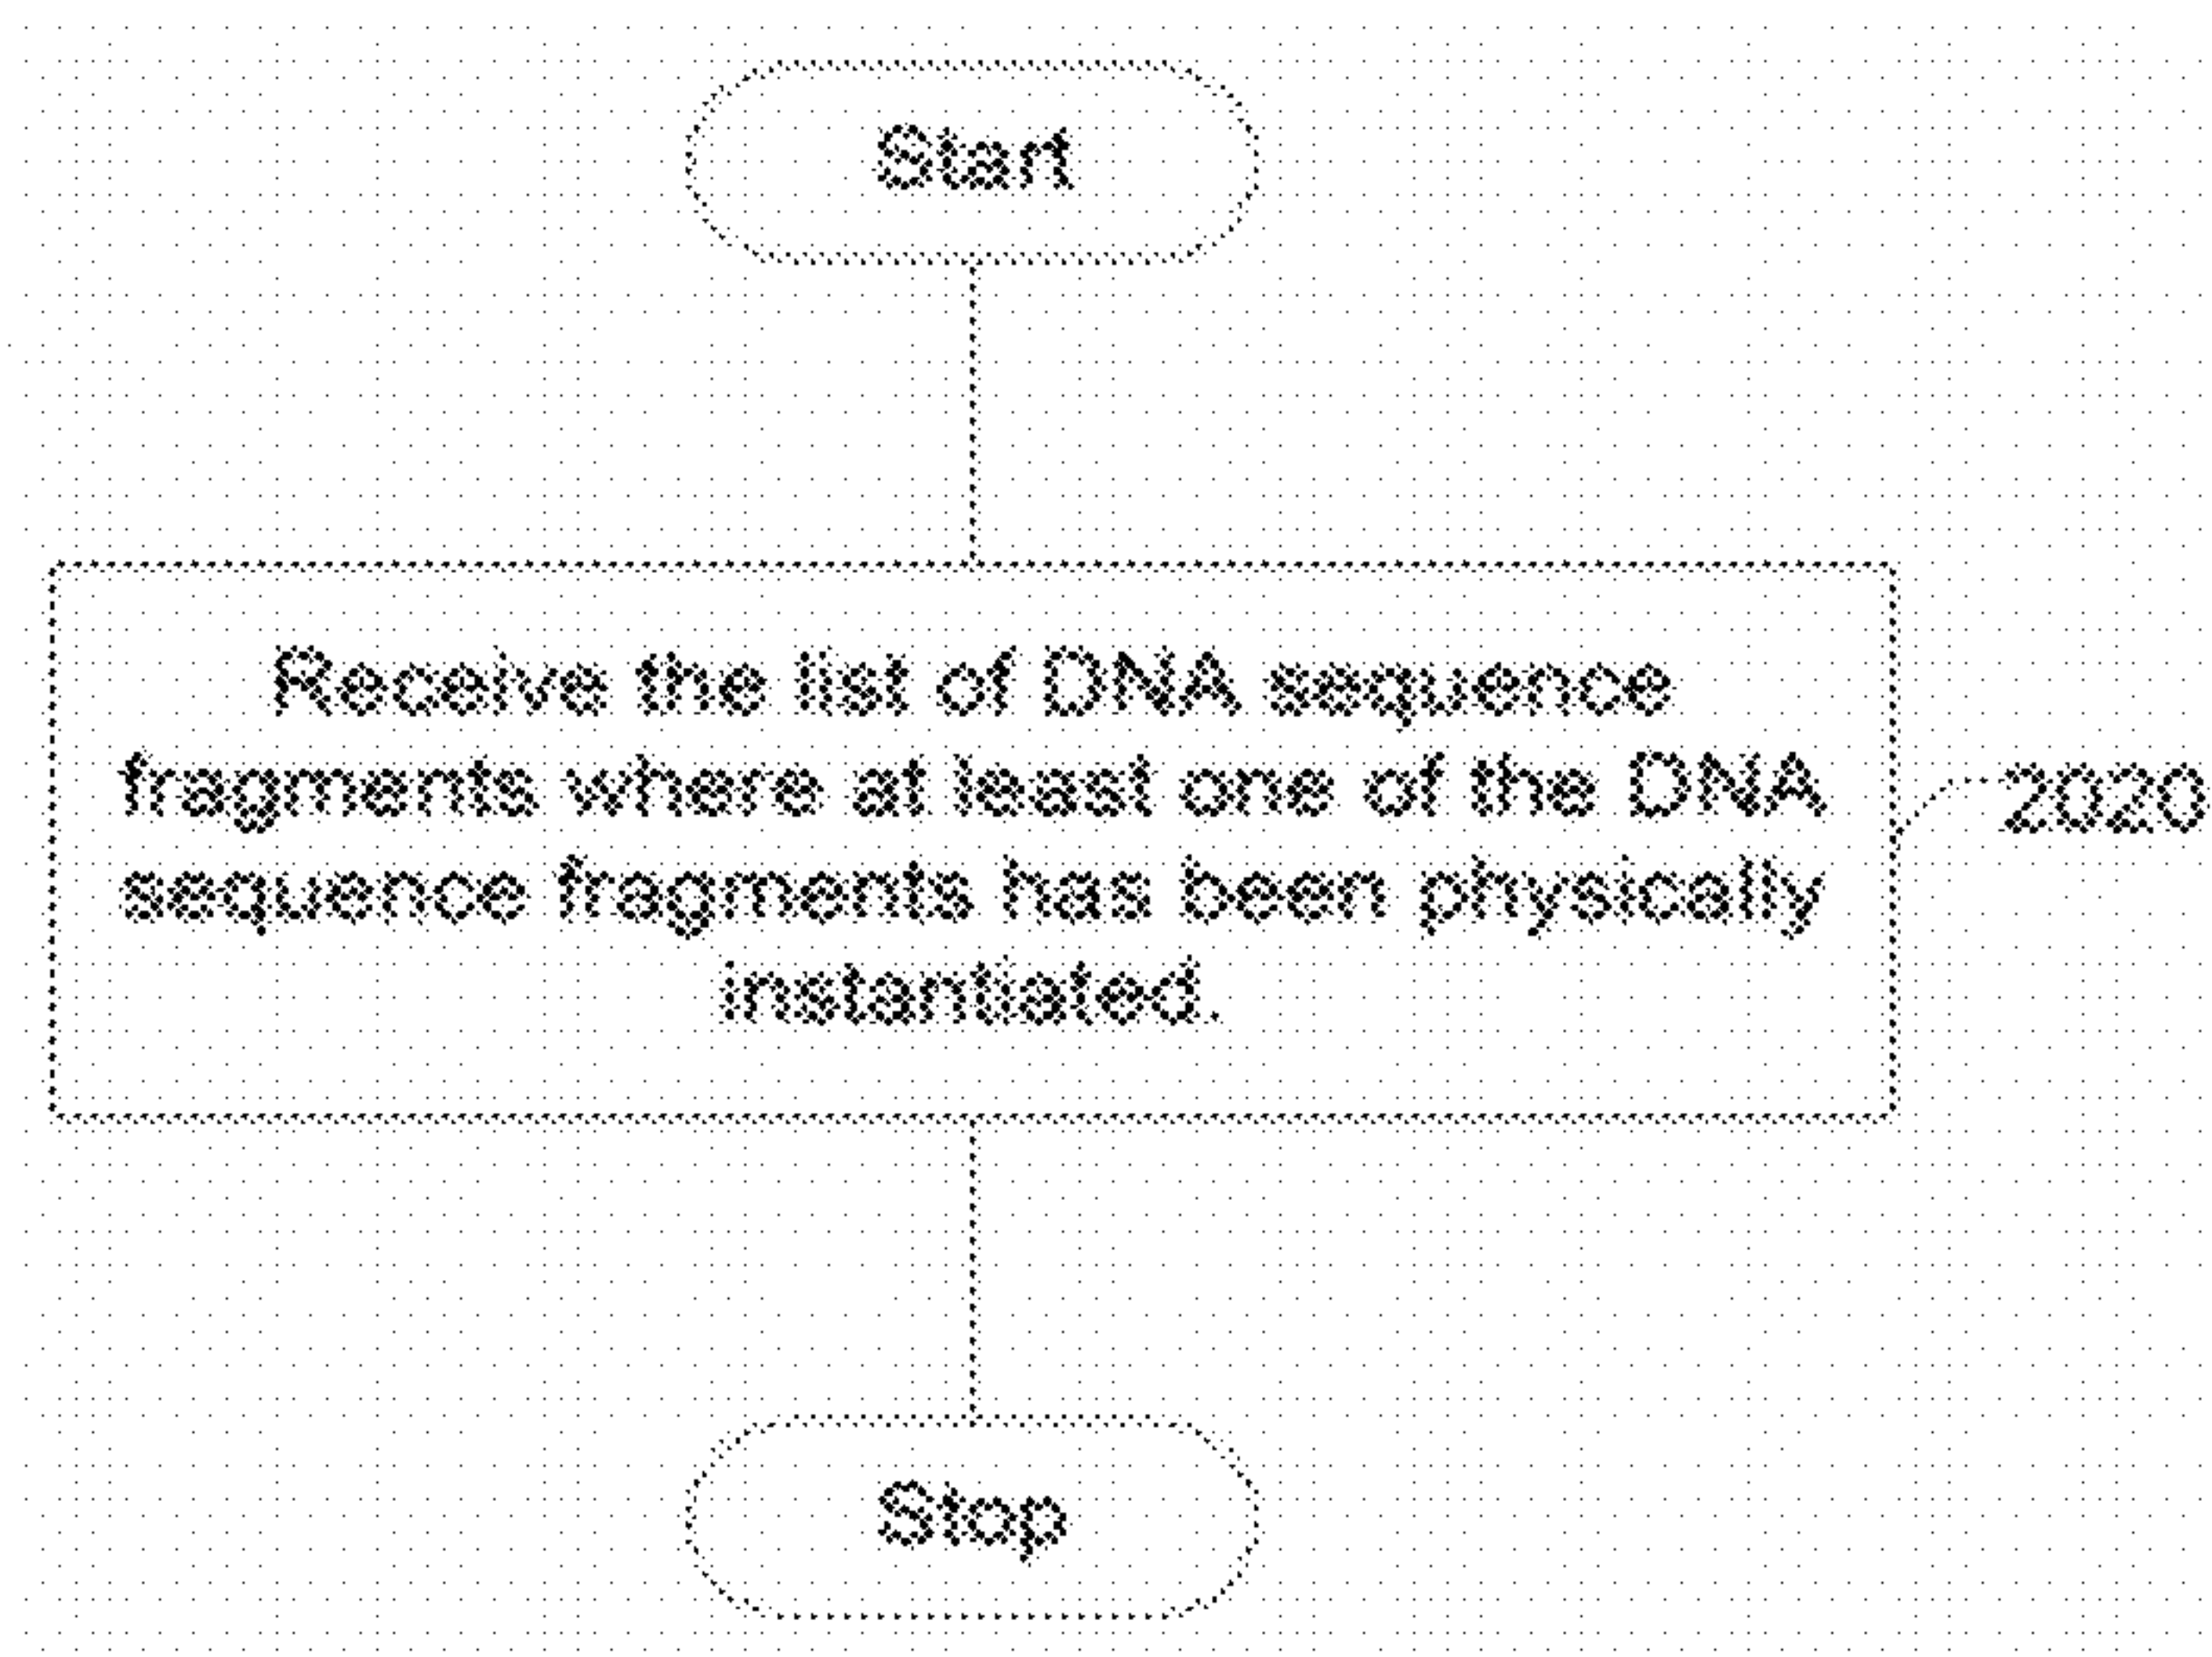 Start
Receive the list of DNA sequence
fragments where at least one of the DNA
sequence fragments has been physically
instantiated.
2020
Stop